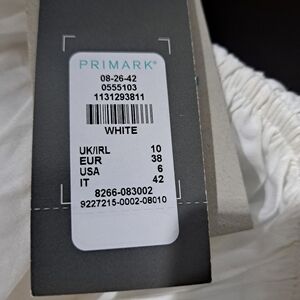 PRIMARK®
08-26-42
0555103
1131293811
WHITE
UK/IRL 10
EUR 38
USA 6
IT 42
8266-083002
9227215-0002-08010